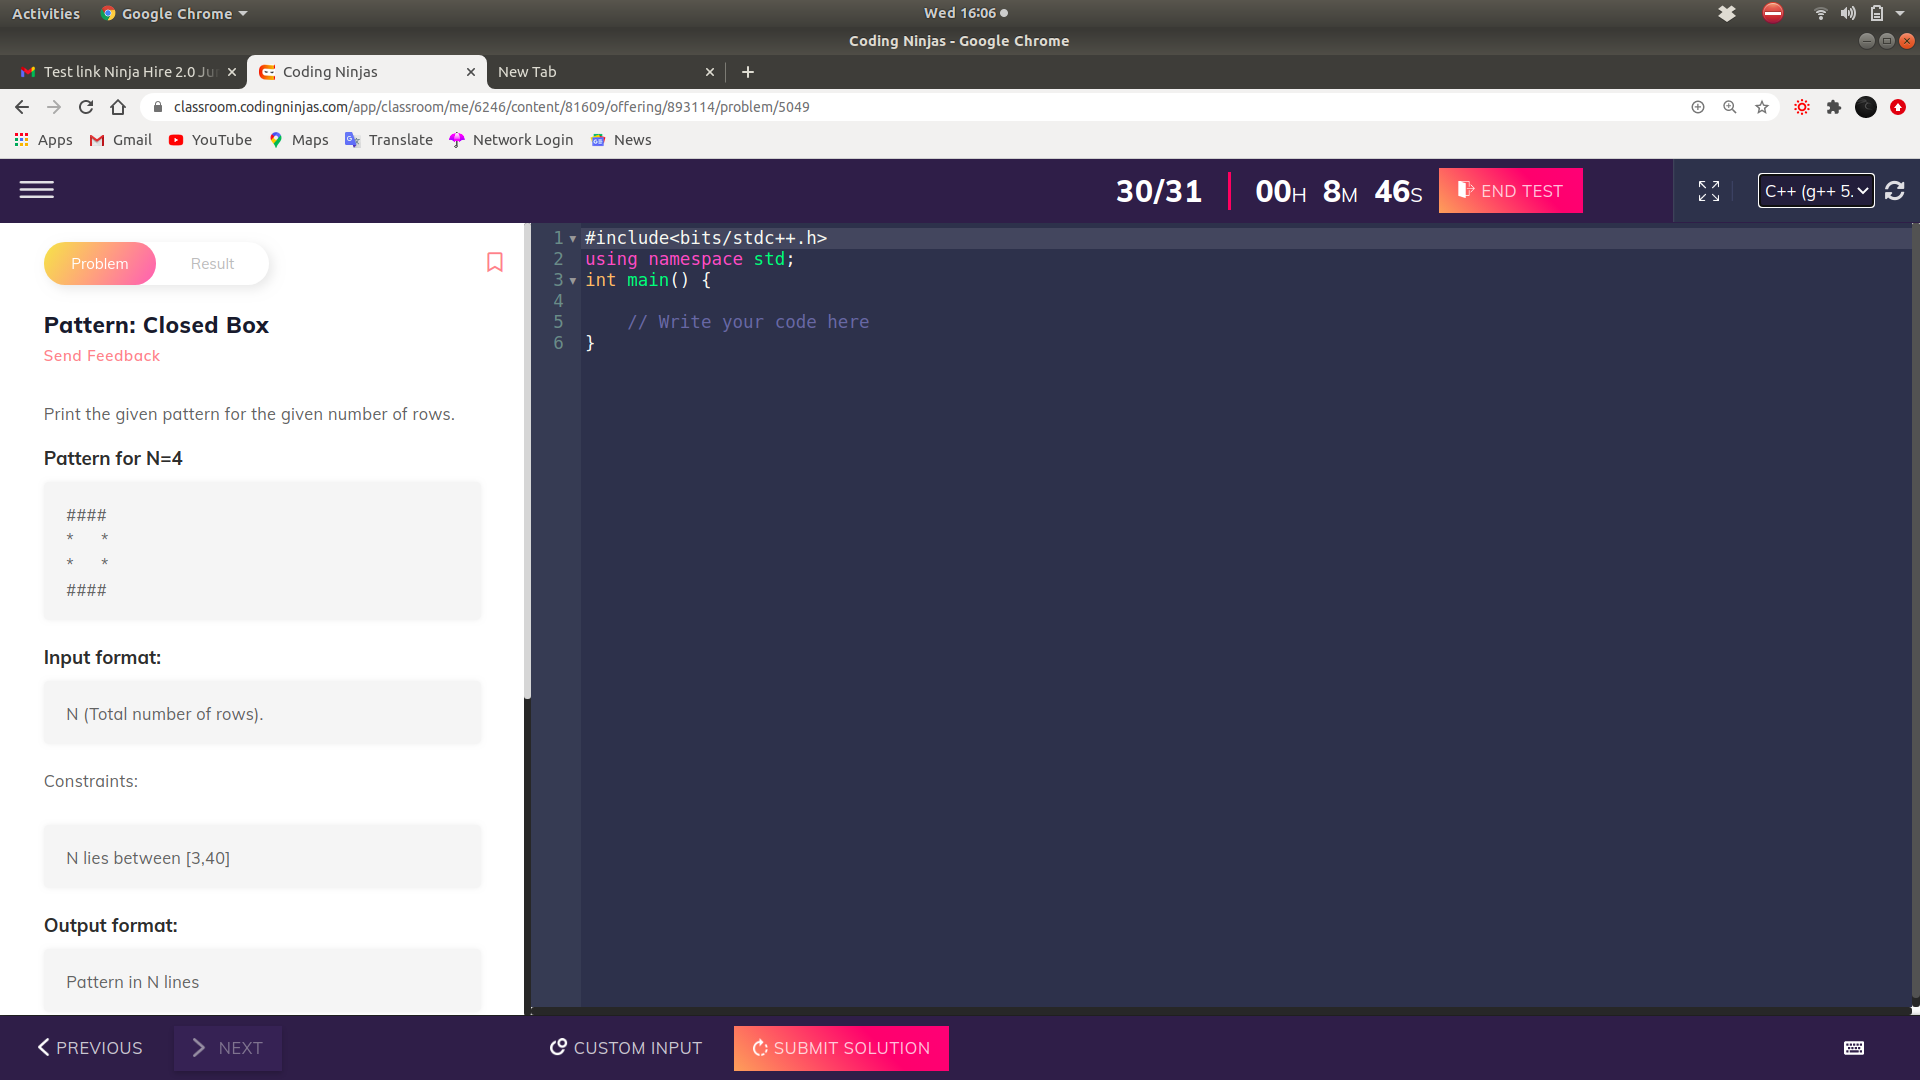 Activities
Google Chrome
Wed 16:06
Coding Ninjas - Google Chrome
Test link Ninja Hire 2.0 Ju
Coding Ninjas
New Tab
classroom.codingninjas.com/app/classroom/me/6246/content/81609/offering/893114/problem/5049
Apps
Gmail
YouTube
Maps
Translate
Network Login
News
30/31
00H 8M 46S
END TEST
C++ (g++ 5.
Problem
Result
Pattern: Closed Box
Send Feedback
Print the given pattern for the given number of rows.
Pattern for N=4
####
*  *
*  *
####
Input format:
N (Total number of rows).
Constraints:
N lies between [3,40]
Output format:
Pattern in N lines
1 #include<bits/stdc++.h>
2 using namespace std;
3 int main() {
4
5     // Write your code here
6 }
PREVIOUS
NEXT
CUSTOM INPUT
SUBMIT SOLUTION